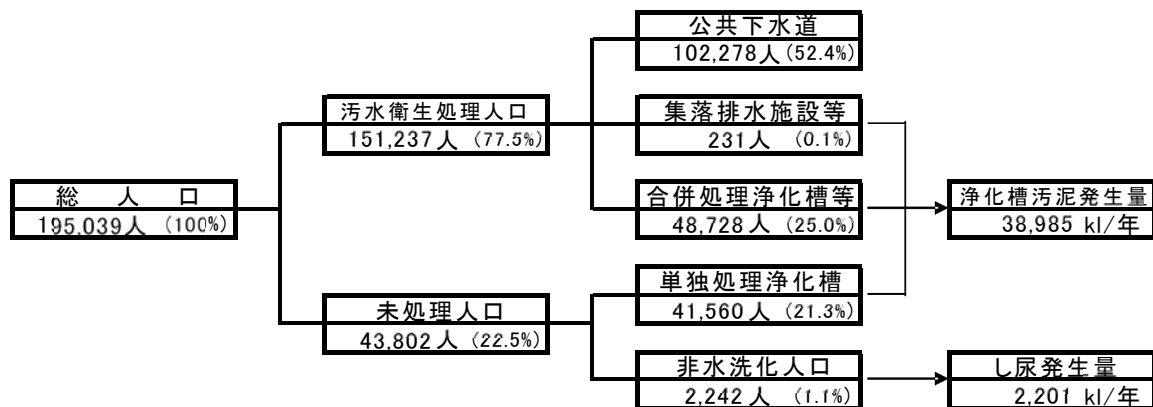 公共下水道
102,278人(52.4%)
汚水衛生処理人口
151,237人 (77.5%)
集落排水施設等
231人 (0.1%)
総人口
195,039人 (100%)
合併処理浄化槽等
48,728人 (25.0%)
浄化槽汚泥発生量
38,985 kl/年
単独処理浄化槽
41,560人 (21.3%)
未処理人口
43,802人 (22.5%)
非水洗化人口
2,242人 (1.1%)
し尿発生量
2,201 kl/年